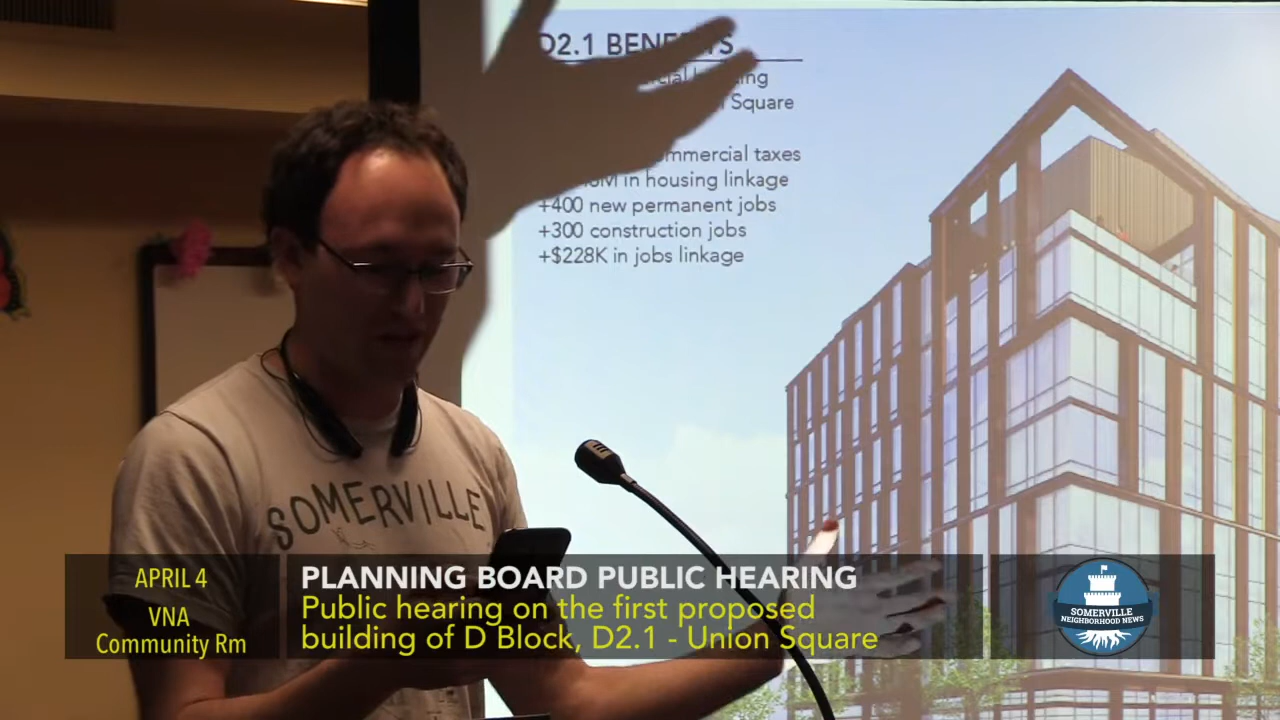 D2.1 BENEFITS
Square
commercial taxes
in housing linkage
+400 new permanent jobs
+300 construction jobs
+$228K in jobs linkage
SOMERVILLE
APRIL 4
VNA
Community Rm
PLANNING BOARD PUBLIC HEARING
Public hearing on the first proposed
building of D Block, D2.1 - Union Square
SOMERVILLE
NEIGHBORHOOD NEWS